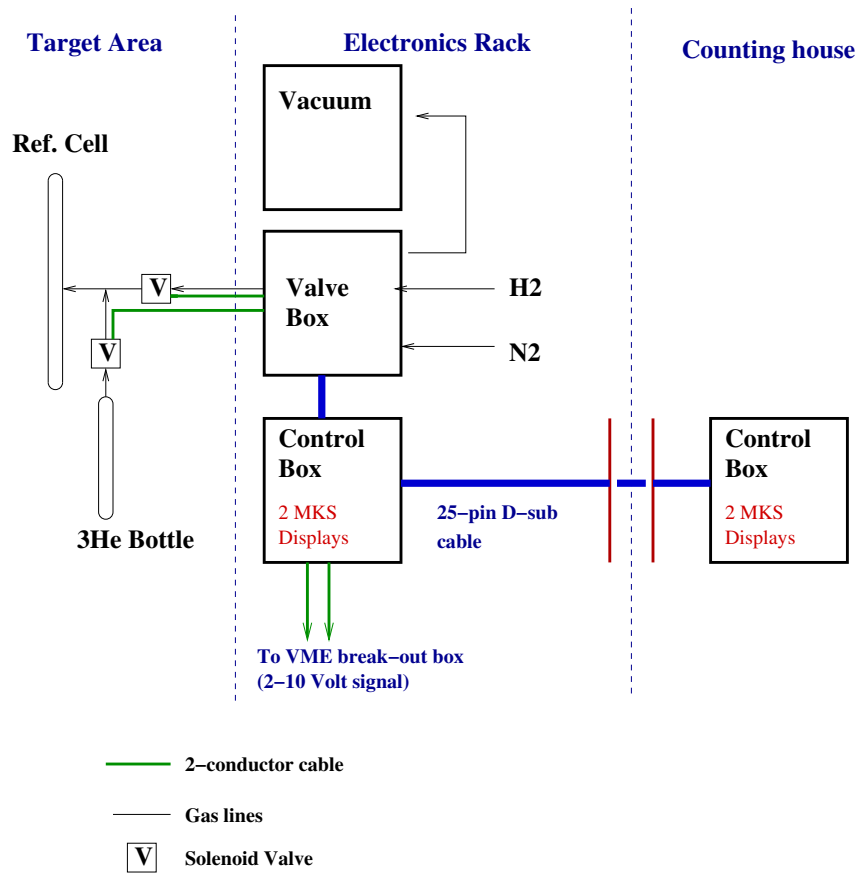 Target Area
Electronics Rack
Counting house
Vacuum
Ref. Cell
V
Valve
Box
H2
N2
V
3He Bottle
Control
Box
2 MKS
Displays
25−pin D−sub
cable
Control
Box
2 MKS
Displays
To VME break−out box
(2−10 Volt signal)
2−conductor cable
Gas lines
V
Solenoid Valve